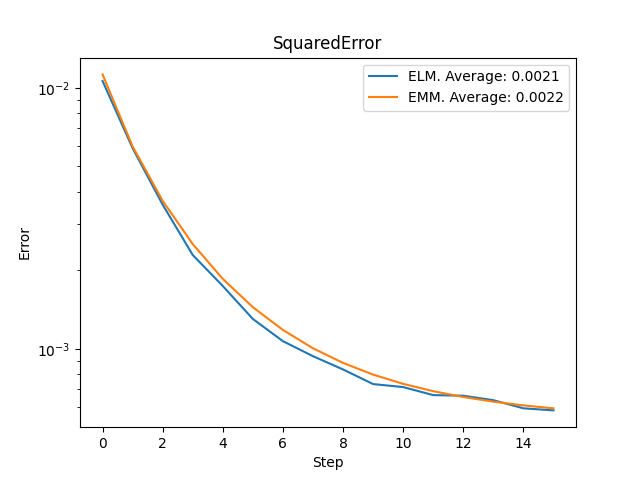 SquaredError
ELM. Average: 0.0021
EMM. Average: 0.0022
10⁻²
10⁻³
Error
0 2 4 6 8 10 12 14
Step